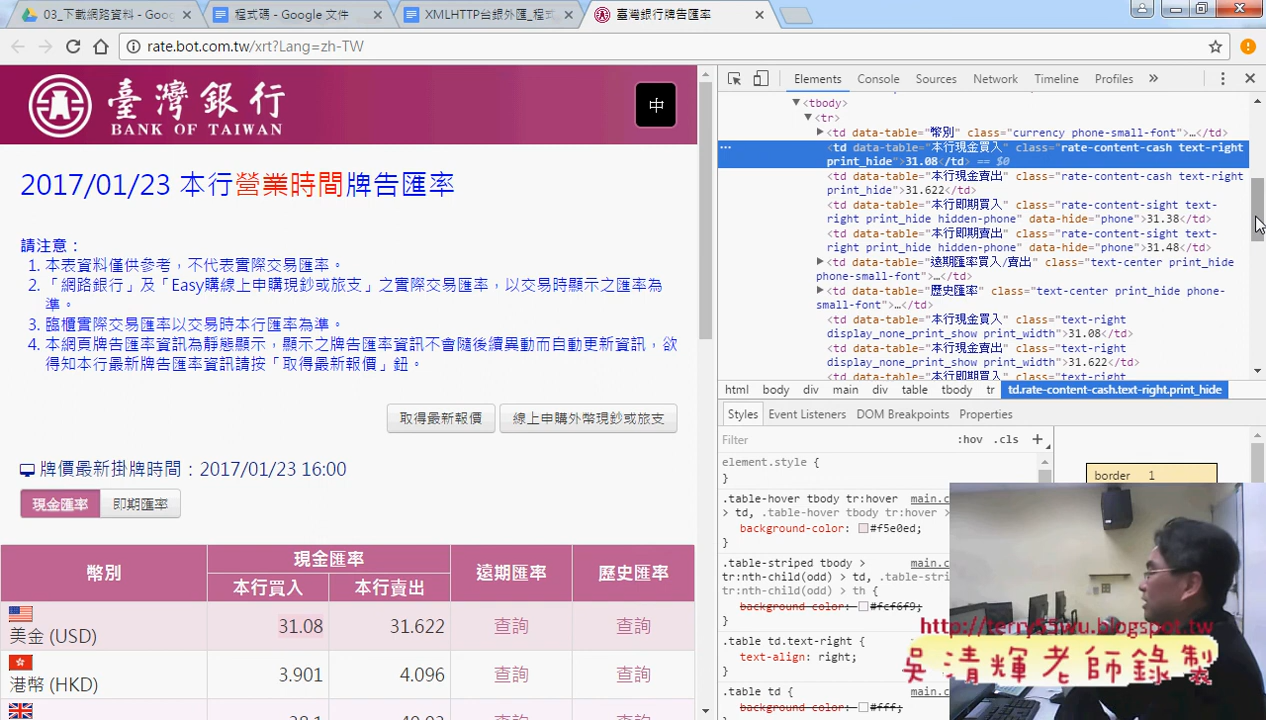 03_下載網路資料 - Goog
程式碼 - Google 文件
XMLHTTP台銀外匯_程式
臺灣銀行牌告匯率
rate.bot.com.tw/xrt?Lang=zh-TW
臺灣銀行
BANK OF TAIWAN
中
2017/01/23 本行營業時間牌告匯率
請注意：
1. 本表資料僅供參考，不代表實際交易匯率。
2. 「網路銀行」及「Easy購線上申購現鈔或旅支」之實際交易匯率，以交易時顯示之匯率為
準。
3. 臨櫃實際交易匯率以交易時本行匯率為準。
4. 本網頁牌告匯率資訊為靜態顯示，顯示之牌告匯率資訊不會隨後續異動而自動更新資訊，欲
得知本行最新牌告匯率資訊請按「取得最新報價」鈕。
取得最新報價 線上申購外幣現鈔或旅支
牌價最新掛牌時間：2017/01/23 16:00
現金匯率 即期匯率
幣別 現金匯率 遠期匯率 歷史匯率
本行買入 本行賣出
美金 (USD) 31.08 31.622 查詢 查詢
港幣 (HKD) 3.901 4.096 查詢 查詢
Elements Console Sources Network Timeline Profiles »
▼<tbody>
▼<tr>
▶<td data-table="幣別" class="currency phone-small-font">…</td>
<td data-table="本行現金買入" class="rate-content-cash text-right
print_hide">31.08</td> == $0
<td data-table="本行現金賣出" class="rate-content-cash text-right
print_hide">31.622</td>
<td data-table="本行即期買入" class="rate-content-sight text-
right print_hide hidden-phone" data-hide="phone">31.38</td>
<td data-table="本行即期賣出" class="rate-content-sight text-
right print_hide hidden-phone" data-hide="phone">31.48</td>
▶<td data-table="遠期匯率買入/賣出" class="text-center print_hide
phone-small-font">…</td>
▶<td data-table="歷史匯率" class="text-center print_hide phone-
small-font">…</td>
<td data-table="本行現金買入" class="text-right
display_none_print_show print_width">31.08</td>
<td data-table="本行現金賣出" class="text-right
display_none_print_show print_width">31.622</td>
<td data-table="本行即期買入" class="text-right
html body div main div table tbody tr td.rate-content-cash.text-right.print_hide
Styles Event Listeners DOM Breakpoints Properties
Filter :hov .cls +
element.style {
}
.table-hover tbody tr:hover main.c
> td, .table-hover tbody tr:hover >
background-color: #f5e0ed;
}
.table-striped tbody > main.c
tr:nth-child(odd) > td, .table-stri
tr:nth-child(odd) > th {
background-color: #fcf6f9;
}
.table td.text-right { main.c
text-align: right;
}
.table td { main.c
background-color: #fff;
border 1
http://terry55wu.blogspot.tw
吳清輝老師錄製